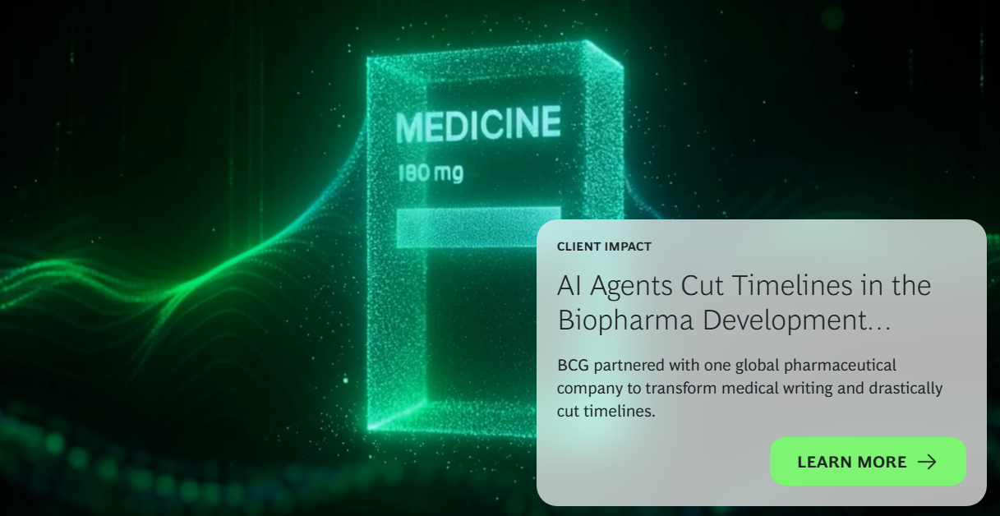 MEDICINE
180 mg
CLIENT IMPACT
AI Agents Cut Timelines in the
Biopharma Development...
BCG partnered with one global pharmaceutical
company to transform medical writing and drastically
cut timelines.
LEARN MORE